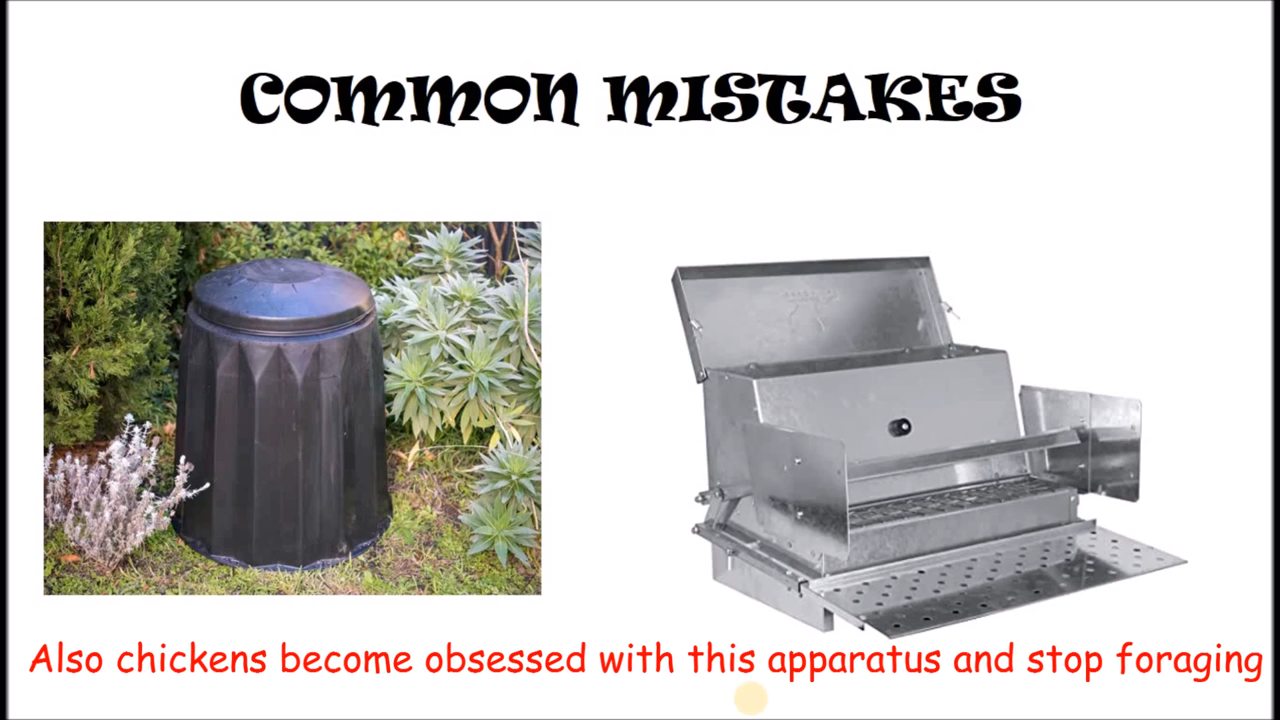 COMMON MISTAKES
Also chickens become obsessed with this apparatus and stop foraging